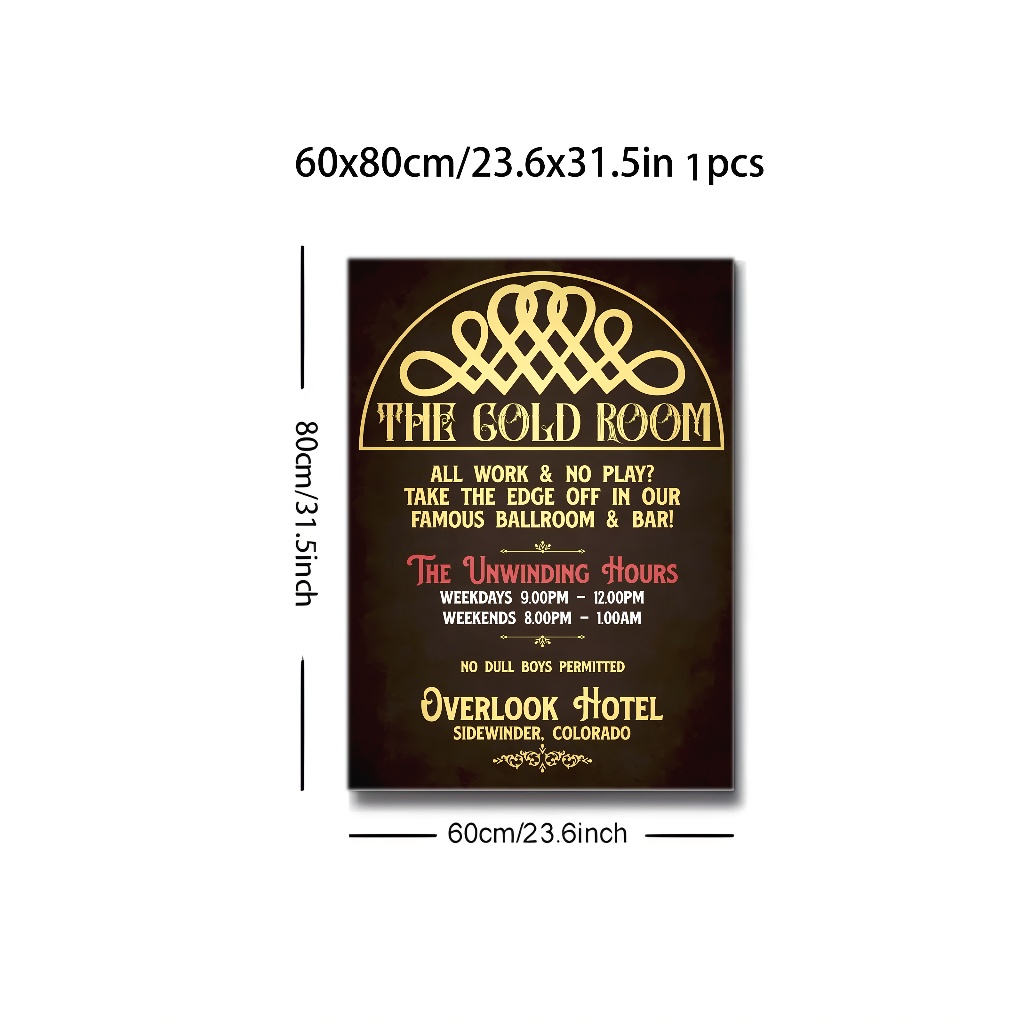 60x80cm/23.6x31.5in 1pcs
80cm/31.5inch
THE GOLD ROOM
ALL WORK & NO PLAY?
TAKE THE EDGE OFF IN OUR
FAMOUS BALLROOM & BAR!
THE UNWINDING HOURS
WEEKDAYS 9.00PM - 12.00PM
WEEKENDS 8.00PM - 1.00AM
NO DULL BOYS PERMITTED
OVERLOOK HOTEL
SIDEWINDER, COLORADO
60cm/23.6inch